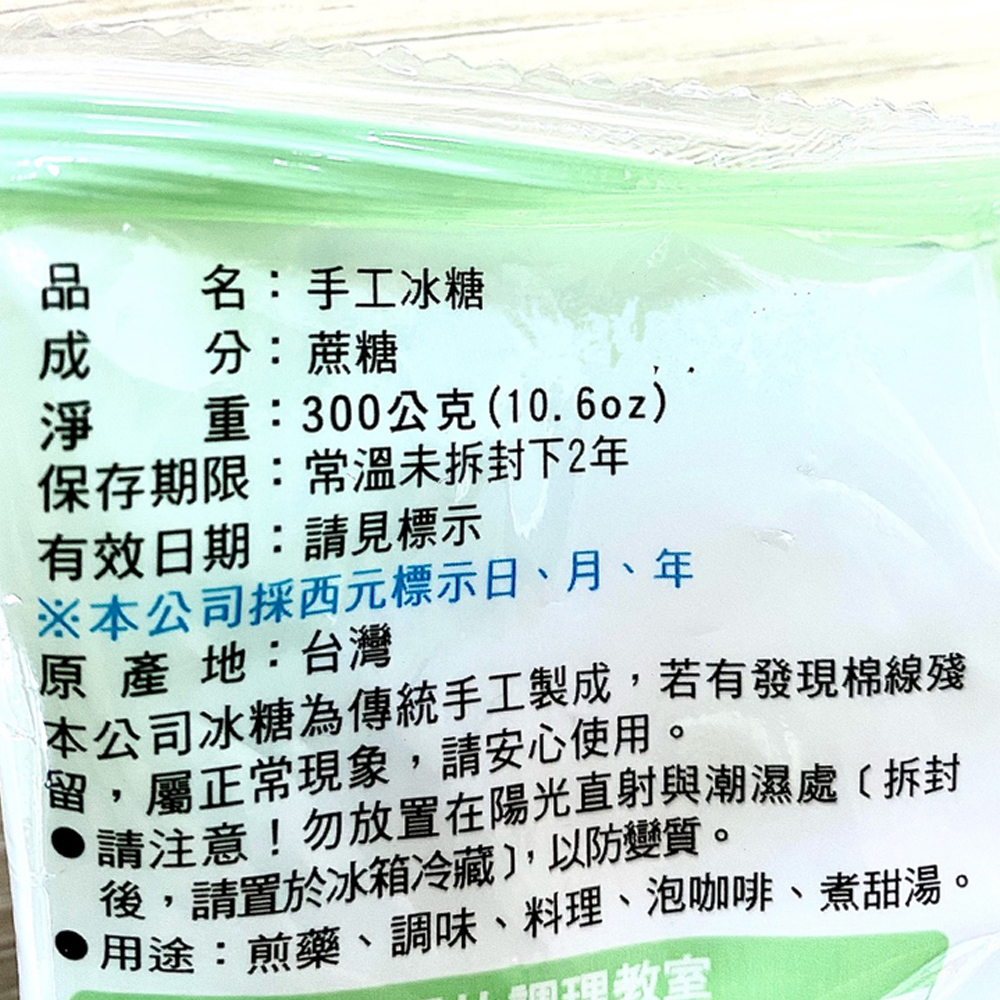 品名：手工冰糖
成分：蔗糖
淨重：300公克(10.6oz)
保存期限：常溫未拆封下2年
有效日期：請見標示
※本公司採西元標示日、月、年
原產地：台灣
本公司冰糖為傳統手工製成，若有發現棉線殘
留，屬正常現象，請安心使用。
●請注意！勿放置在陽光直射與潮濕處〔拆封
後，請置於冰箱冷藏〕，以防變質。
●用途：煎藥、調味、料理、泡咖啡、煮甜湯。
調理教室